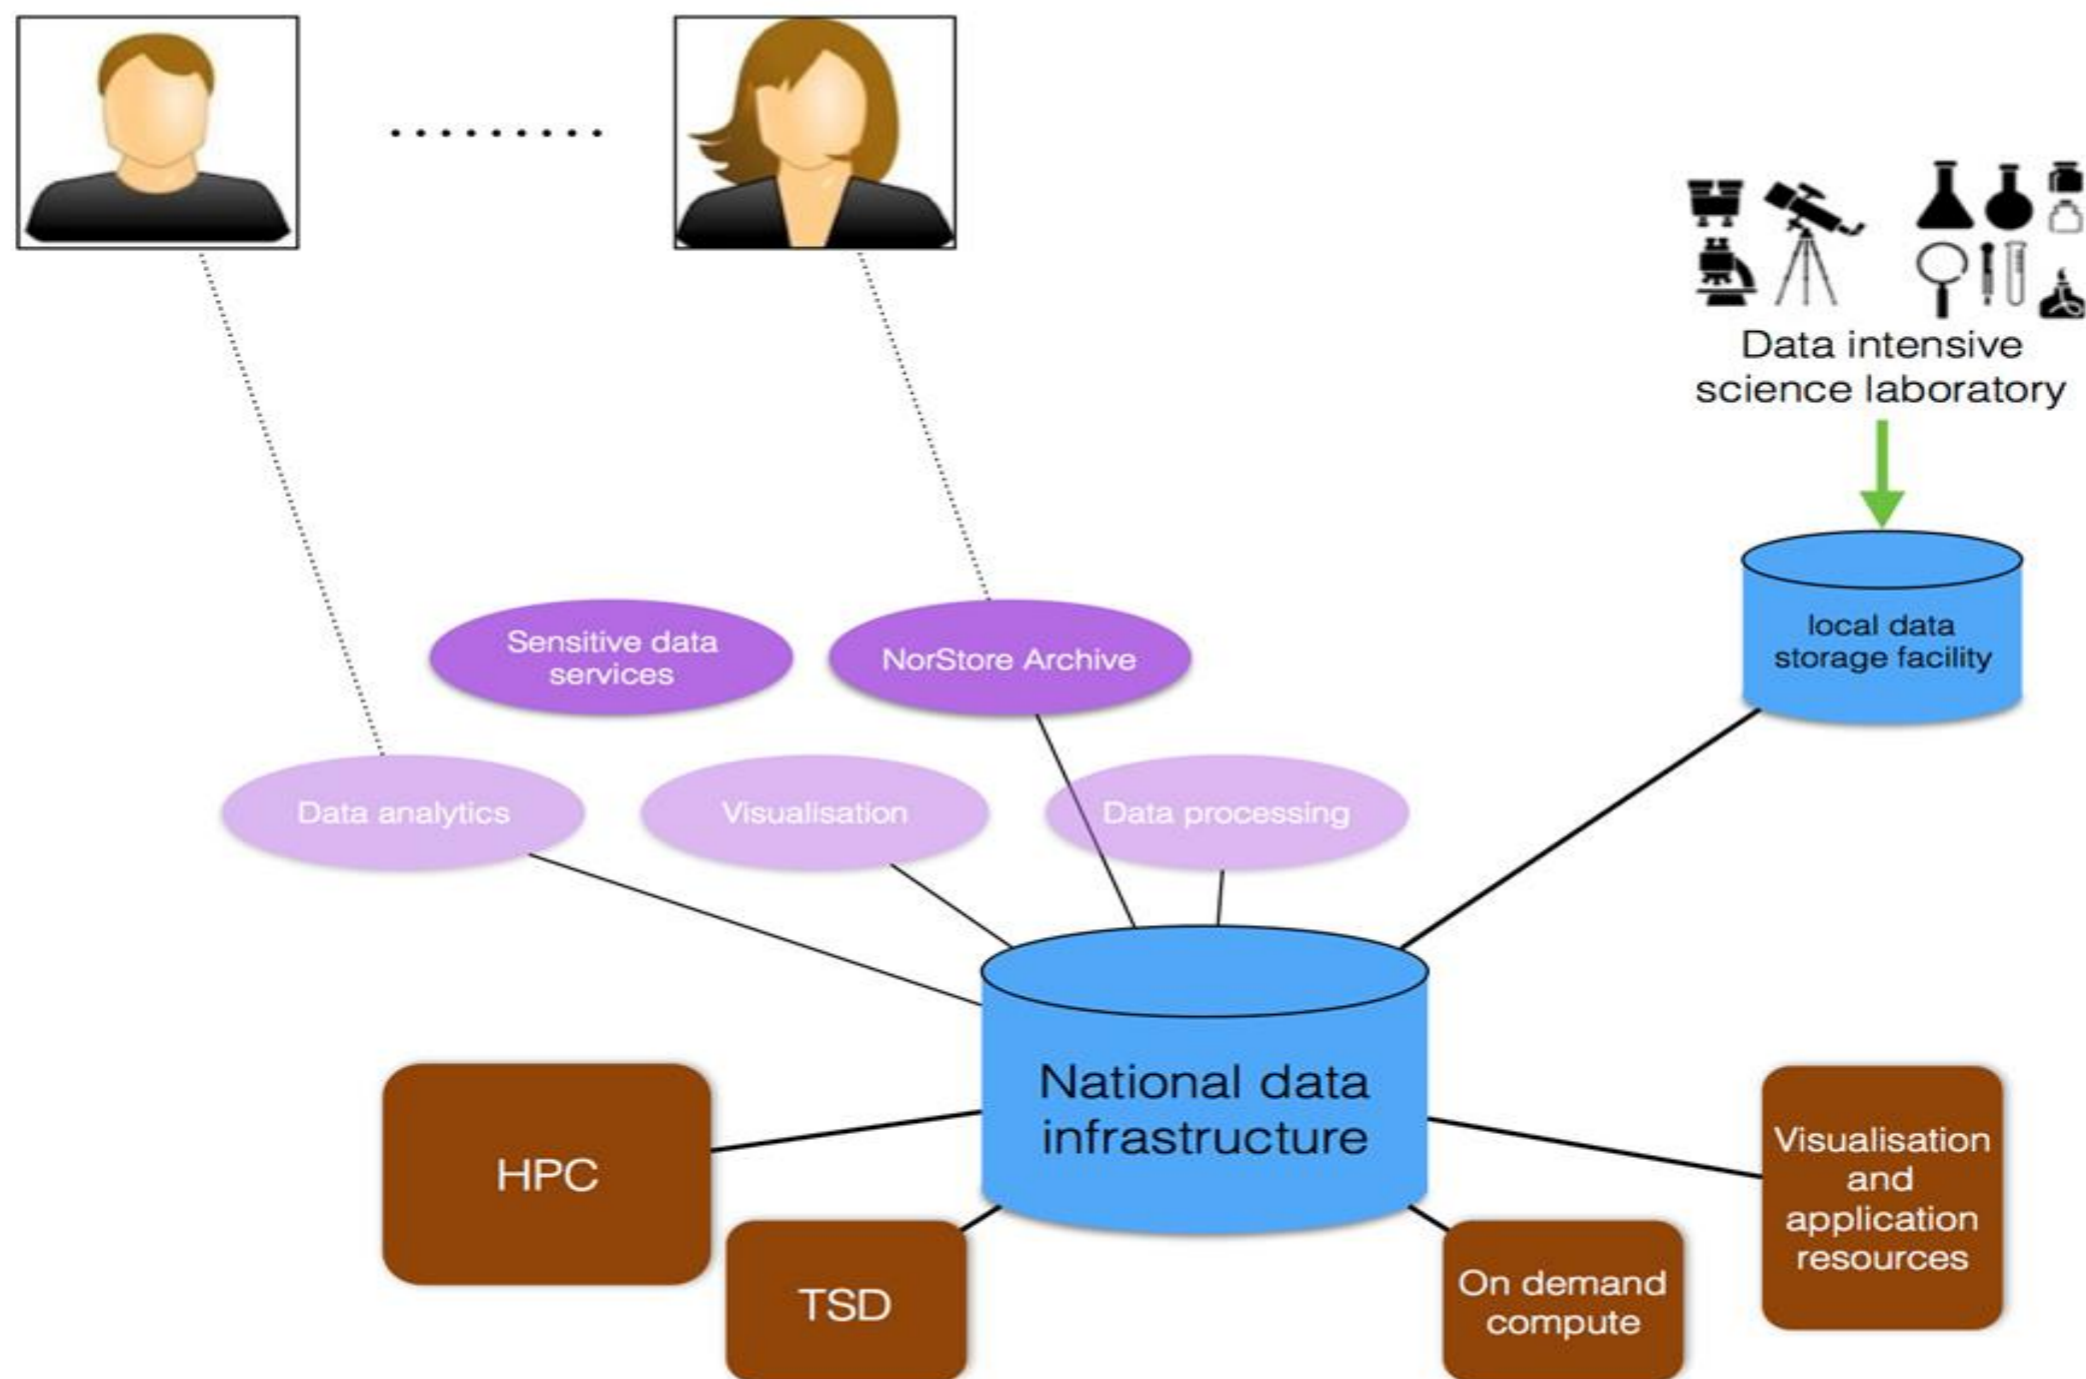 Data intensive
science laboratory
local data
storage facility
Sensitive data
services
NorStore Archive
Data analytics
Visualisation
Data processing
National data
infrastructure
HPC
TSD
On demand
compute
Visualisation
and
application
resources